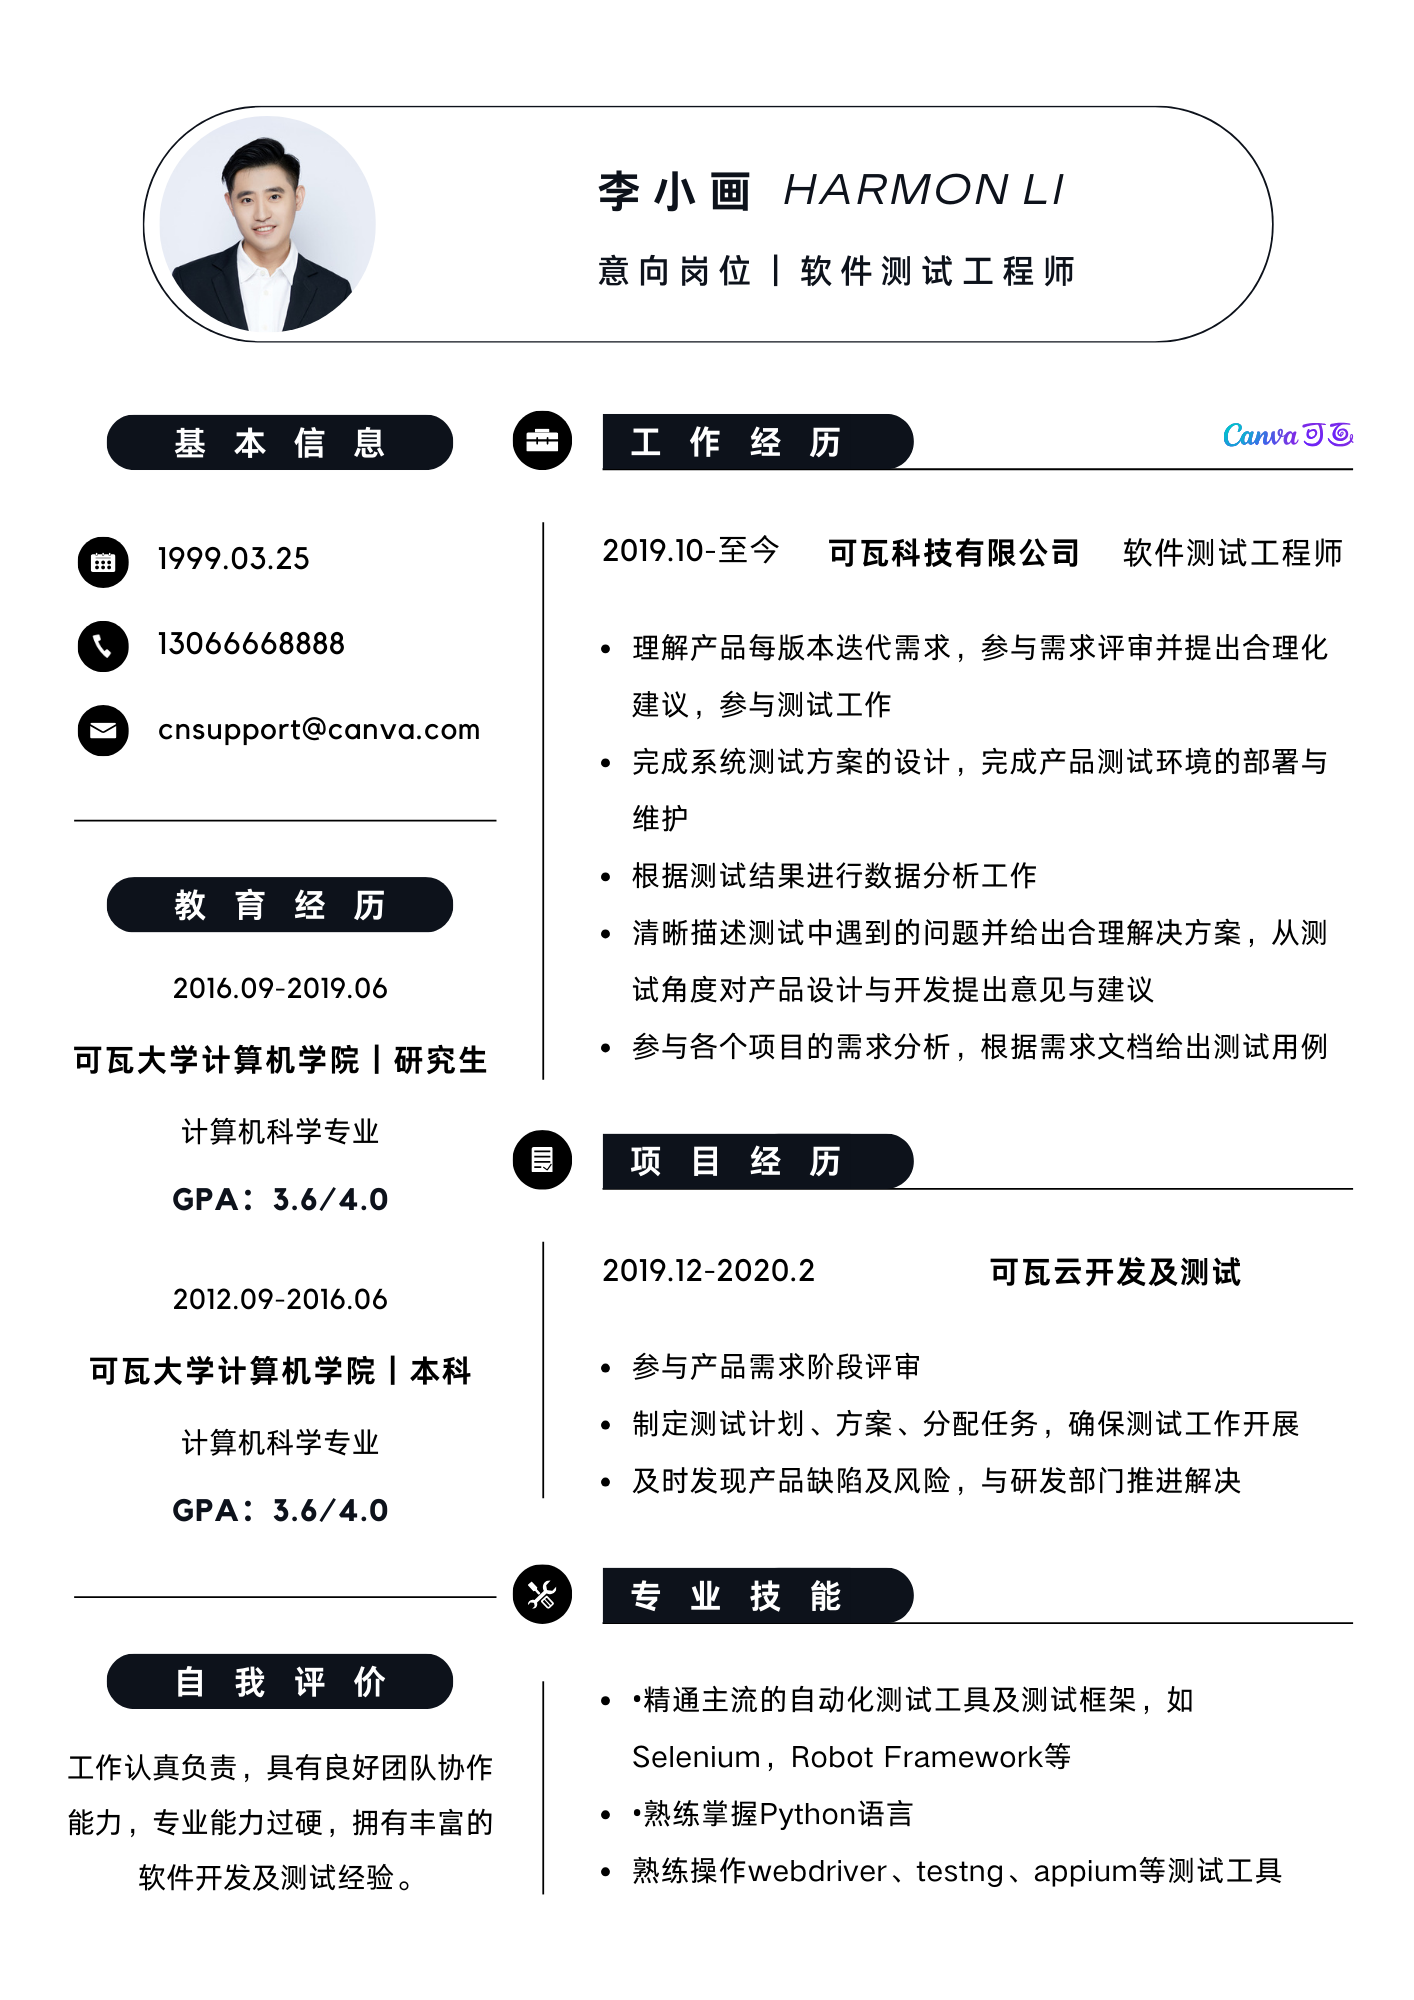 李小画 HARMON LI
意向岗位丨软件测试工程师
基本信息
1999.03.25
13066668888
cnsupport@canva.com
教育经历
2016.09-2019.06
可瓦大学计算机学院丨研究生
计算机科学专业
GPA：3.6/4.0
2012.09-2016.06
可瓦大学计算机学院丨本科
计算机科学专业
GPA：3.6/4.0
自我评价
工作认真负责，具有良好团队协作
能力，专业能力过硬，拥有丰富的
软件开发及测试经验。
工作经历
Canva可画
2019.10-至今 可瓦科技有限公司 软件测试工程师
• 理解产品每版本迭代需求，参与需求评审并提出合理化
建议，参与测试工作
• 完成系统测试方案的设计，完成产品测试环境的部署与
维护
• 根据测试结果进行数据分析工作
• 清晰描述测试中遇到的问题并给出合理解决方案，从测
试角度对产品设计与开发提出意见与建议
• 参与各个项目的需求分析，根据需求文档给出测试用例
项目经历
2019.12-2020.2 可瓦云开发及测试
• 参与产品需求阶段评审
• 制定测试计划、方案、分配任务，确保测试工作开展
• 及时发现产品缺陷及风险，与研发部门推进解决
专业技能
• •精通主流的自动化测试工具及测试框架，如
Selenium，Robot Framework等
• •熟练掌握Python语言
• 熟练操作webdriver、testng、appium等测试工具